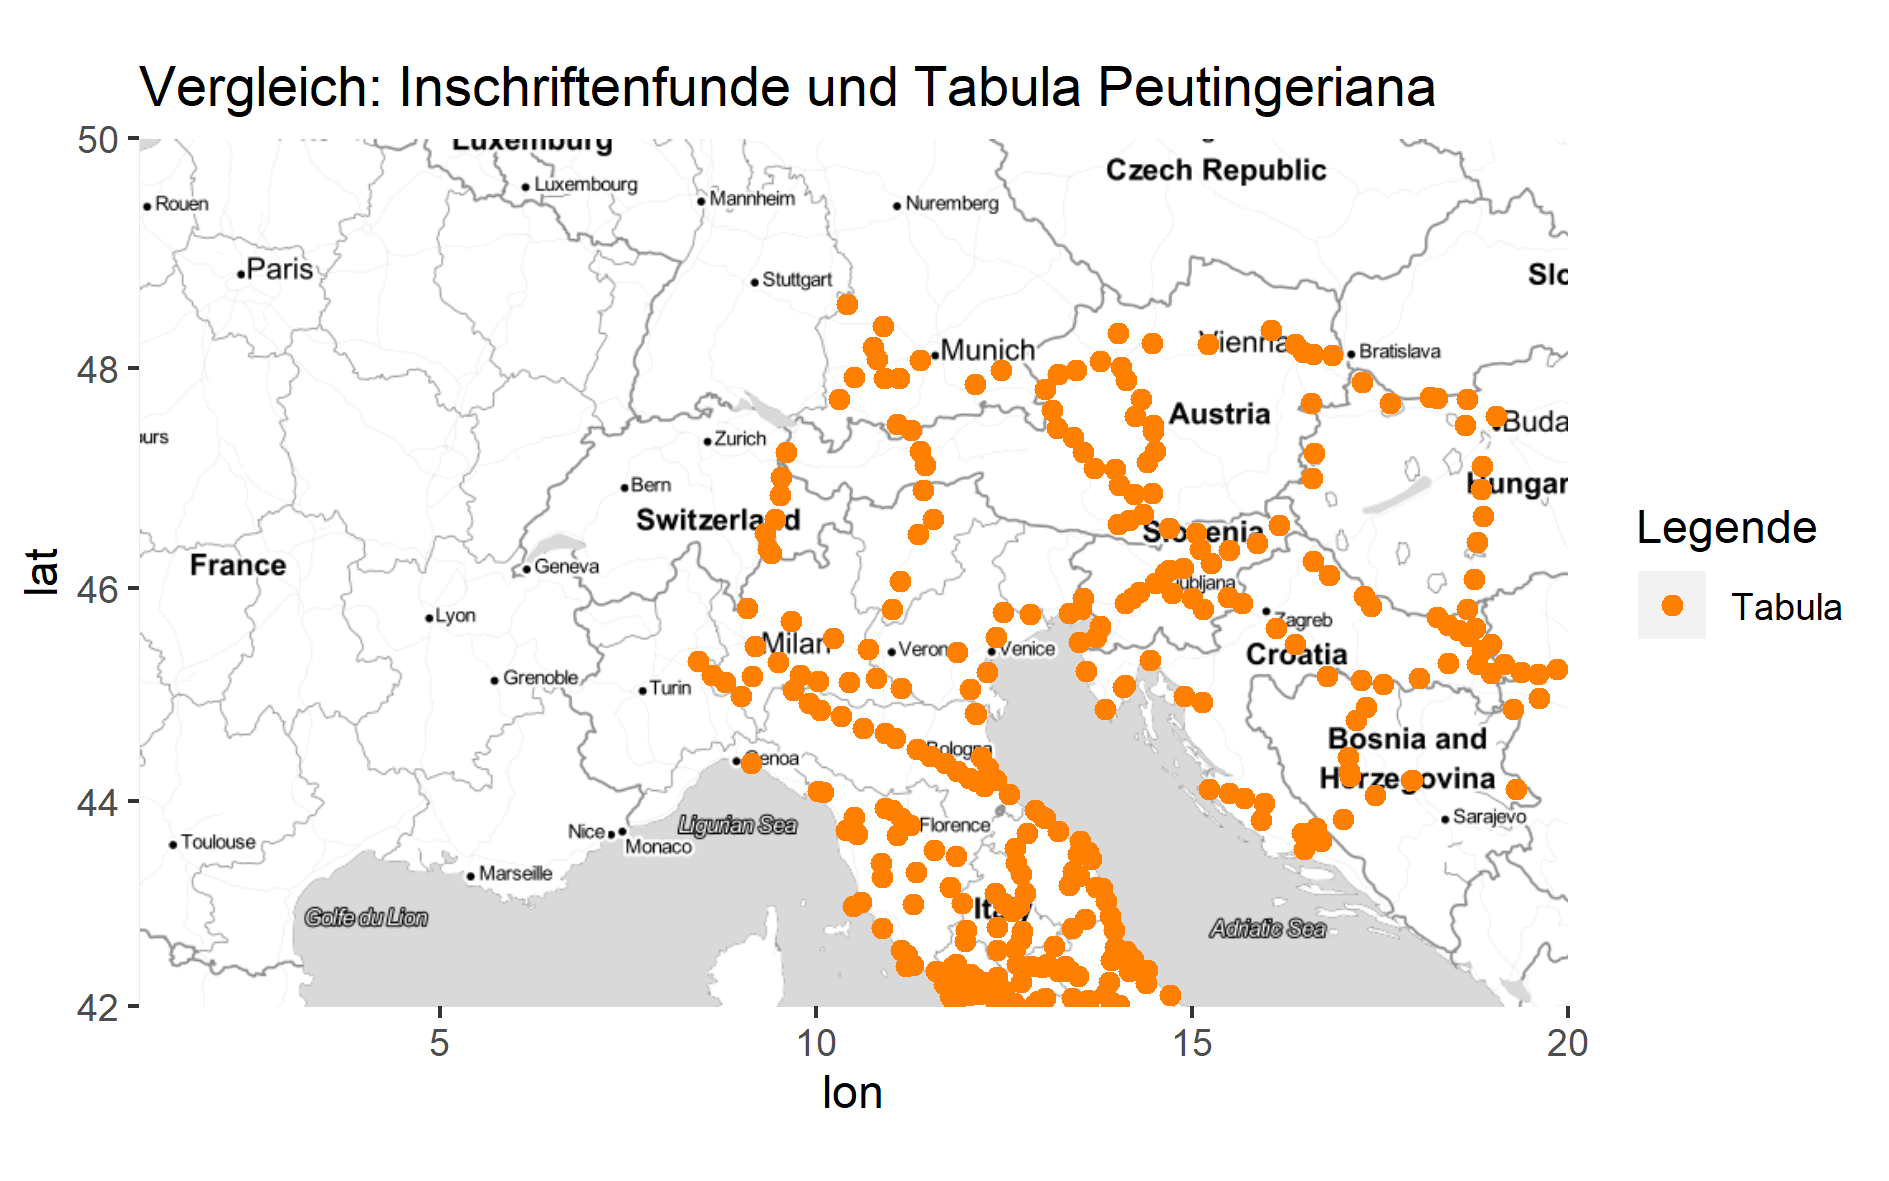 Vergleich: Inschriftenfunde und Tabula Peutingeriana
50
48
46
44
42
lat
5
10
15
20
lon
Legende
Tabula
Luxemburg
Luxembourg
Rouen
Mannheim
Nuremberg
Czech Republic
Paris
Stuttgart
Slo
Munich
Vienna
Bratislava
Austria
Buda
urs
Zurich
Bern
Switzerland
Hungar
Slovenia
France
Geneva
jubljana
Lyon
Zagreb
Milan
Veron
Venice
Croatia
Grenoble
Turin
Bosnia and
Herzegovina
Bologna
Genoa
Ligurian Sea
Florence
Sarajevo
Nice
Monaco
Toulouse
Marseille
Golfe du Lion
Italy
Adriatic Sea